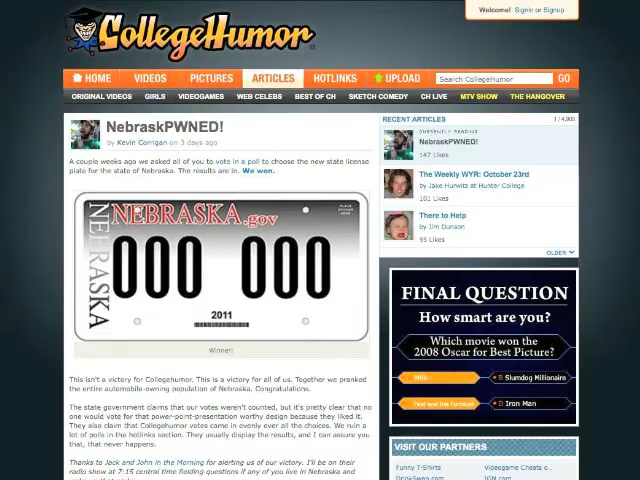 Welcome! Signin or Signup
CollegeHumor
HOME VIDEOS PICTURES ARTICLES HOTLINKS UPLOAD Search CollegeHumor GO
ORIGINAL VIDEOS GIRLS VIDEOGAMES WEB CELEBS BEST OF CH SKETCH COMEDY CH LIVE MTV SHOW THE HANGOVER
NebraskPWNED!
by Kevin Corrigan on 3 days ago
A couple weeks ago we asked all of you to vote in a poll to choose the new state license
plate for the state of Nebraska. The results are in. We won.
NEBRASKA
NEBRASKA.gov
PLACE
STICKER
HERE
000 000
2011
Winner!
This isn't a victory for Collegehumor. This is a victory for all of us. Together we pranked
the entire automobile-owning population of Nebraska. Congratulations.
The state government claims that our votes weren't counted, but it's pretty clear that no
one would vote for that power-point-presentation worthy design because they liked it.
They also claim that Collegehumor votes came in evenly over all the choices. We ruin a
lot of polls in the hotlinks section. They usually display the results, and I can assure you
that, that never happens.
Thanks to Jack and John in the Morning for alerting us of our victory. I'll be on their
radio show at 7:15 central time fielding questions if any of you live in Nebraska and
RECENT ARTICLES 1 / 4,905
CURRENTLY READING
NebraskPWNED!
147 Likes
The Weekly WYR: October 23rd
by Jake Hurwitz at Hunter College
101 Likes
There to Help
by Jim Dunson
95 Likes
OLDER
FINAL QUESTION
How smart are you?
Which movie won the
2008 Oscar for Best Picture?
Milk
B Slumdog Millionaire
Fast and the Furious
D Iron Man
VISIT OUR PARTNERS
Funny T-Shirts Videogame Cheats o..
DrinkSwap.com IGN.com